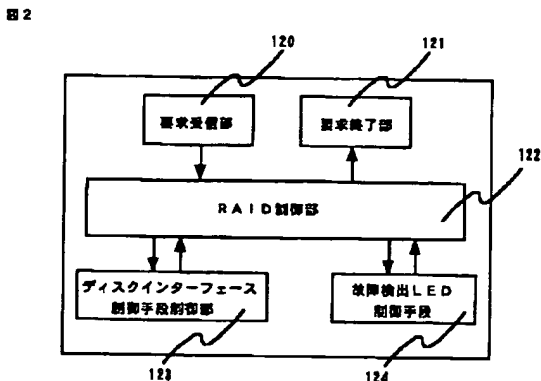 図2
120
121
要求受信部
要求終了部
122
RAID制御部
ディスクインターフェース
制御手段制御部
故障検出LED
制御手段
123
124